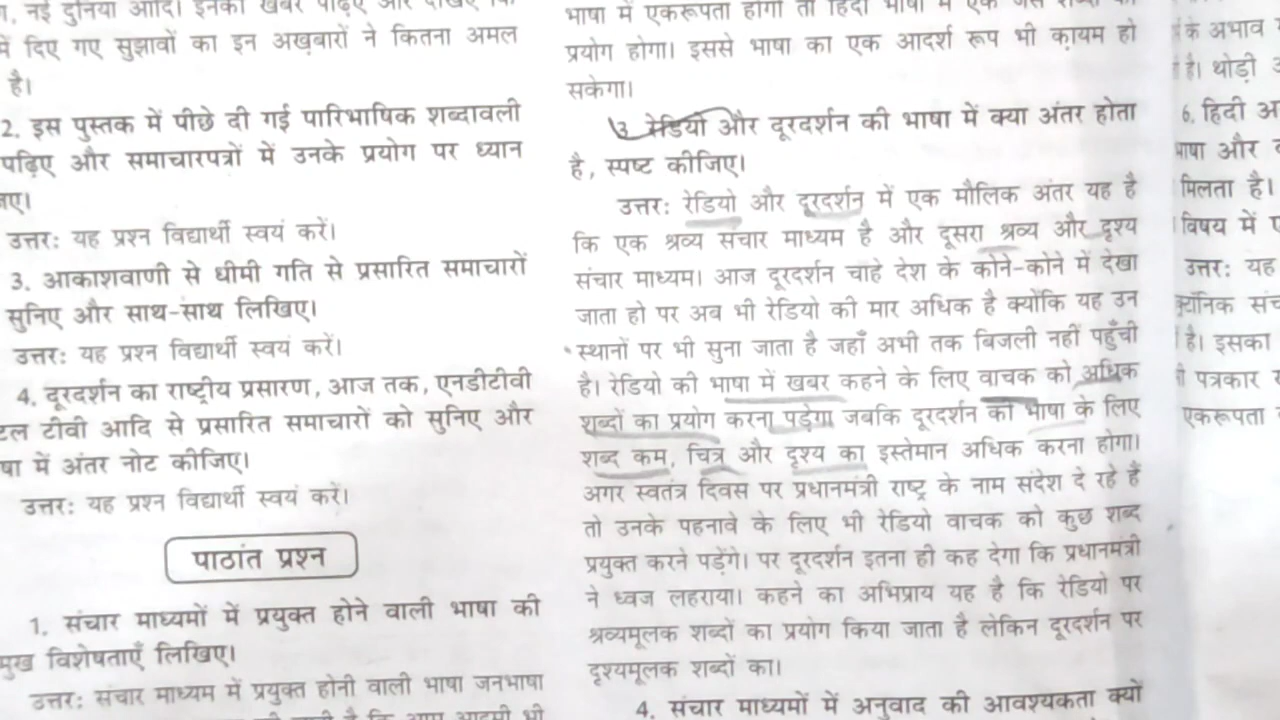 में दिए गए सुझावों का इन अख़बारों ने कितना अमल
है।
2. इस पुस्तक में पीछे दी गई पारिभाषिक शब्दावली
पढ़िए और समाचारपत्रों में उनके प्रयोग पर ध्यान
उत्तर: यह प्रश्न विद्यार्थी स्वयं करें।
3. आकाशवाणी से धीमी गति से प्रसारित समाचारों
सुनिए और साथ-साथ लिखिए।
उत्तर: यह प्रश्न विद्यार्थी स्वयं करें।
4. दूरदर्शन का राष्ट्रीय प्रसारण, आज तक, एनडीटीवी
टल टीवी आदि से प्रसारित समाचारों को सुनिए और
षा में अंतर नोट कीजिए।
उत्तर: यह प्रश्न विद्यार्थी स्वयं करें।
पाठांत प्रश्न
1. संचार माध्यमों में प्रयुक्त होने वाली भाषा की
मुख विशेषताएँ लिखिए।
उत्तर: संचार माध्यम में प्रयुक्त होनी वाली भाषा जनभाषा
भाषा में एकरूपता होगी तो हिंदी भाषा में एक जैसे शब्दों का
प्रयोग होगा। इससे भाषा का एक आदर्श रूप भी क़ायम हो
सकेगा।
3 रेडियो और दूरदर्शन की भाषा में क्या अंतर होता
है, स्पष्ट कीजिए।
उत्तर: रेडियो और दूरदर्शन में एक मौलिक अंतर यह है
कि एक श्रव्य संचार माध्यम है और दूसरा श्रव्य और दृश्य
संचार माध्यम। आज दूरदर्शन चाहे देश के कोने-कोने में देखा
जाता हो पर अब भी रेडियो की मार अधिक है क्योंकि यह उन
स्थानों पर भी सुना जाता है जहाँ अभी तक बिजली नहीं पहुँची
है। रेडियो की भाषा में खबर कहने के लिए वाचक को अधिक
शब्दों का प्रयोग करना पड़ेगा जबकि दूरदर्शन की भाषा के लिए
शब्द कम, चित्र और दृश्य का इस्तेमान अधिक करना होगा।
अगर स्वतंत्र दिवस पर प्रधानमंत्री राष्ट्र के नाम संदेश दे रहे हैं
तो उनके पहनावे के लिए भी रेडियो वाचक को कुछ शब्द
प्रयुक्त करने पड़ेंगे। पर दूरदर्शन इतना ही कह देगा कि प्रधानमंत्री
ने ध्वज लहराया। कहने का अभिप्राय यह है कि रेडियो पर
श्रव्यमूलक शब्दों का प्रयोग किया जाता है लेकिन दूरदर्शन पर
दृश्यमूलक शब्दों का।
4. संचार माध्यमों में अनुवाद की आवश्यकता क्यों
के अभाव
है। थोड़ी
6. हिंदी अ
भाषा और
मिलता है।
विषय में
उत्तर: यह
है। इसका
पत्रकार
एकरूपता